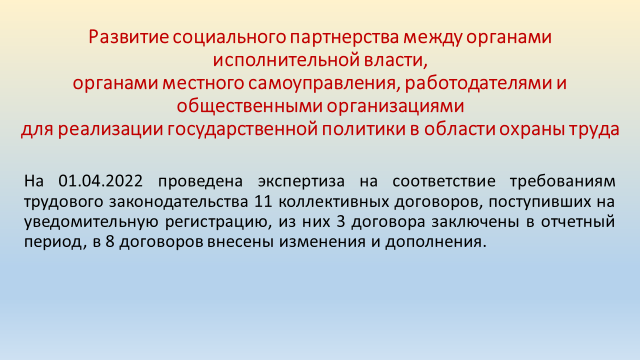 Развитие социального партнерства между органами
исполнительной власти,
органами местного самоуправления, работодателями и
общественными организациями
для реализации государственной политики в области охраны труда
На 01.04.2022 проведена экспертиза на соответствие требованиям
трудового законодательства 11 коллективных договоров, поступивших на
уведомительную регистрацию, из них 3 договора заключены в отчетный
период, в 8 договоров внесены изменения и дополнения.